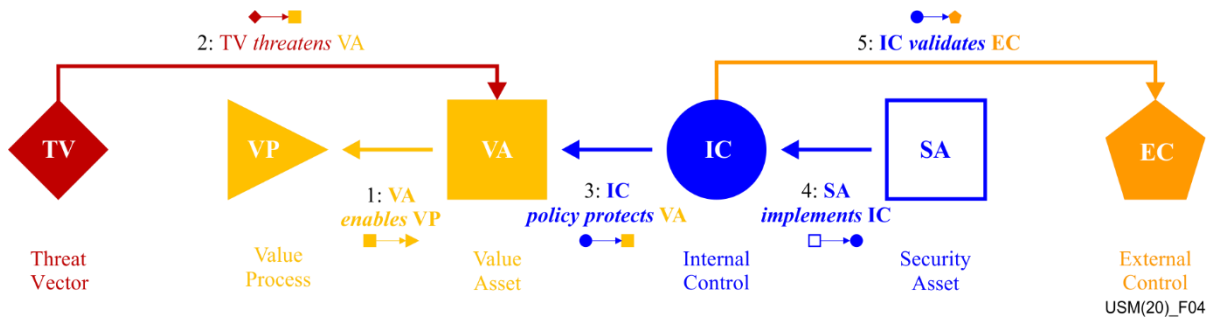 2: TV threatens VA
5: IC validates EC
TV
VP
VA
IC
SA
EC
1: VA
enables VP
3: IC
policy protects VA
4: SA
implements IC
Threat
Vector
Value
Process
Value
Asset
Internal
Control
Security
Asset
External
Control
USM(20)_F04